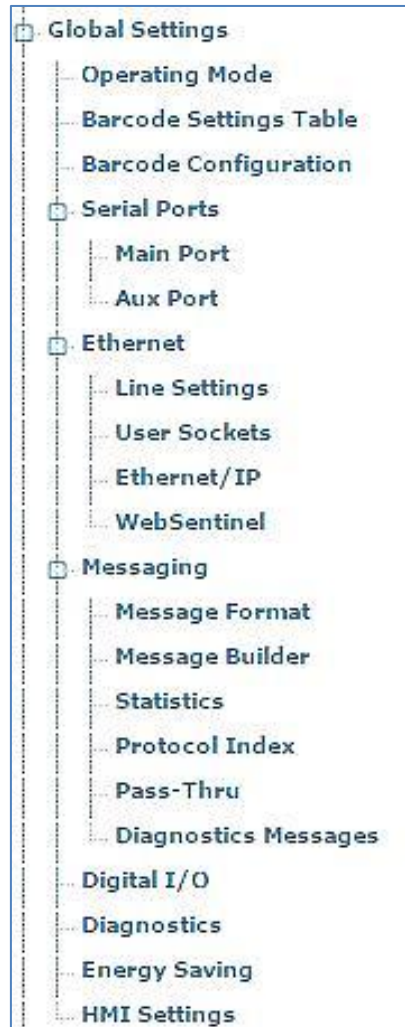 Global Settings
Operating Mode
Barcode Settings Table
Barcode Configuration
Serial Ports
Main Port
Aux Port
Ethernet
Line Settings
User Sockets
Ethernet/IP
WebSentinel
Messaging
Message Format
Message Builder
Statistics
Protocol Index
Pass-Thru
Diagnostics Messages
Digital I/O
Diagnostics
Energy Saving
HMI Settings